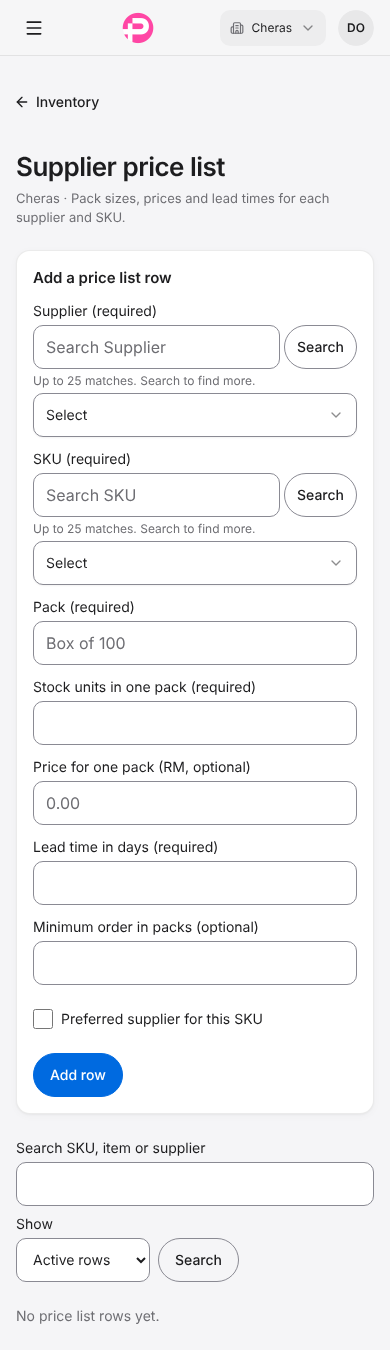 Cheras
DO
Inventory
Supplier price list
Cheras · Pack sizes, prices and lead times for each
supplier and SKU.
Add a price list row
Supplier (required)
Search Supplier
Search
Up to 25 matches. Search to find more.
Select
SKU (required)
Search SKU
Search
Up to 25 matches. Search to find more.
Select
Pack (required)
Box of 100
Stock units in one pack (required)
Price for one pack (RM, optional)
0.00
Lead time in days (required)
Minimum order in packs (optional)
Preferred supplier for this SKU
Add row
Search SKU, item or supplier
Show
Active rows
Search
No price list rows yet.